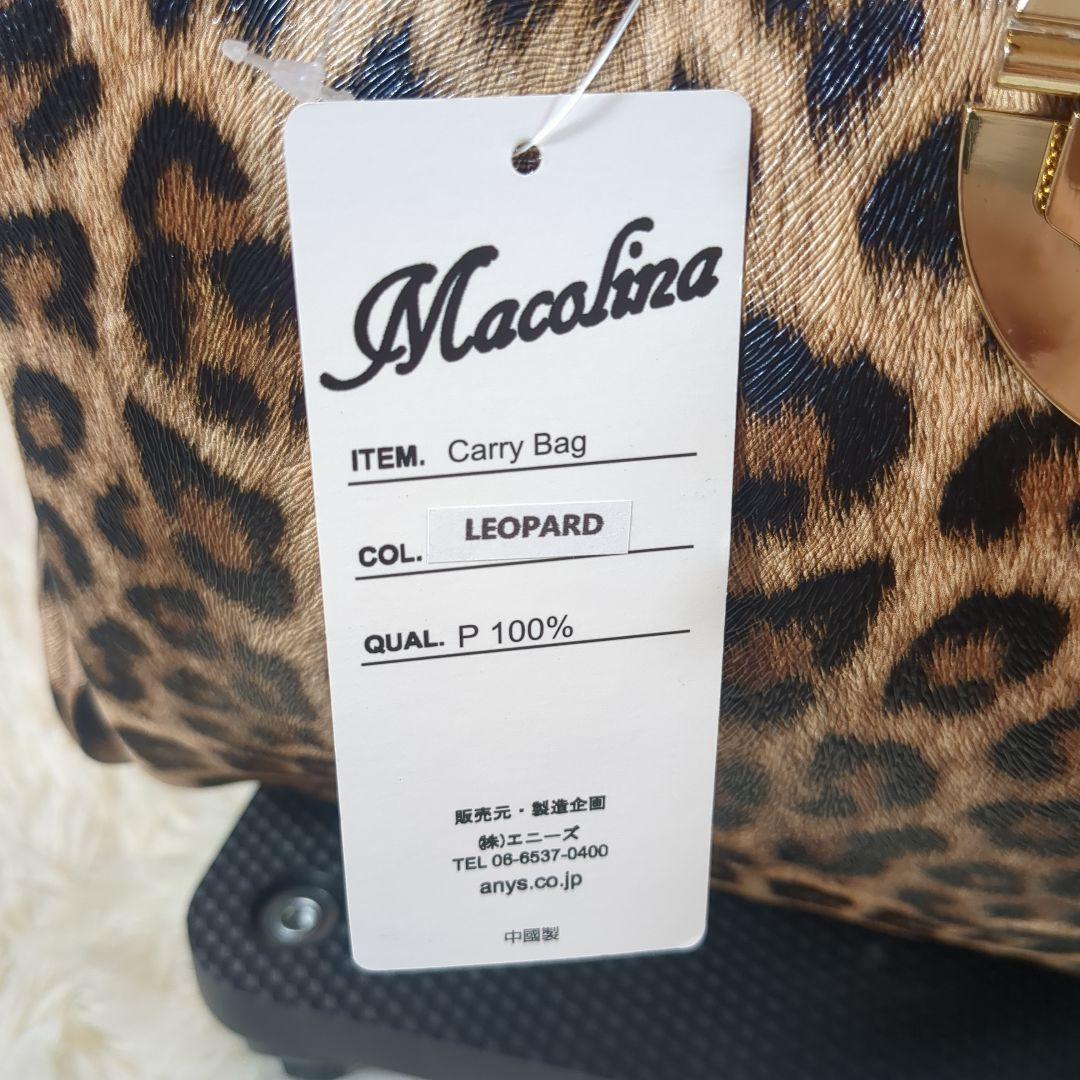 Macolina
ITEM. Carry Bag
COL. LEOPARD
QUAL. P 100%
販売元・製造企画
㈱エニーズ
TEL 06-6537-0400
anys.co.jp
中國製